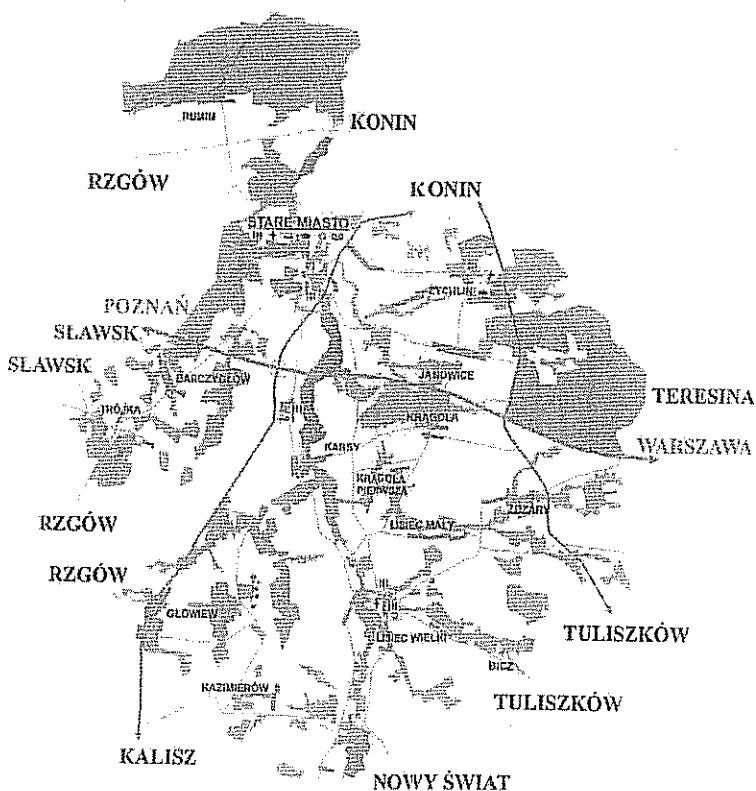 RUMIN
KONIN
RZGÓW
KONIN
STARE MIASTO
ŻYCHLIN
POZNAŃ
SŁAWSK
SŁAWSK
BARCZYGŁÓW
JANOWICE
TERESINA
TRÓJKA
KRĄGOLA
WARSZAWA
KARSY
KRĄGOLA
PIERWSZA
RZGÓW
ŻDŻARY
LISIEC MAŁY
RZGÓW
GŁOWIEW
TULISZKÓW
LISIEC WIELKI
BICZ
KAZIMIERÓW
TULISZKÓW
KALISZ
NOWY ŚWIAT